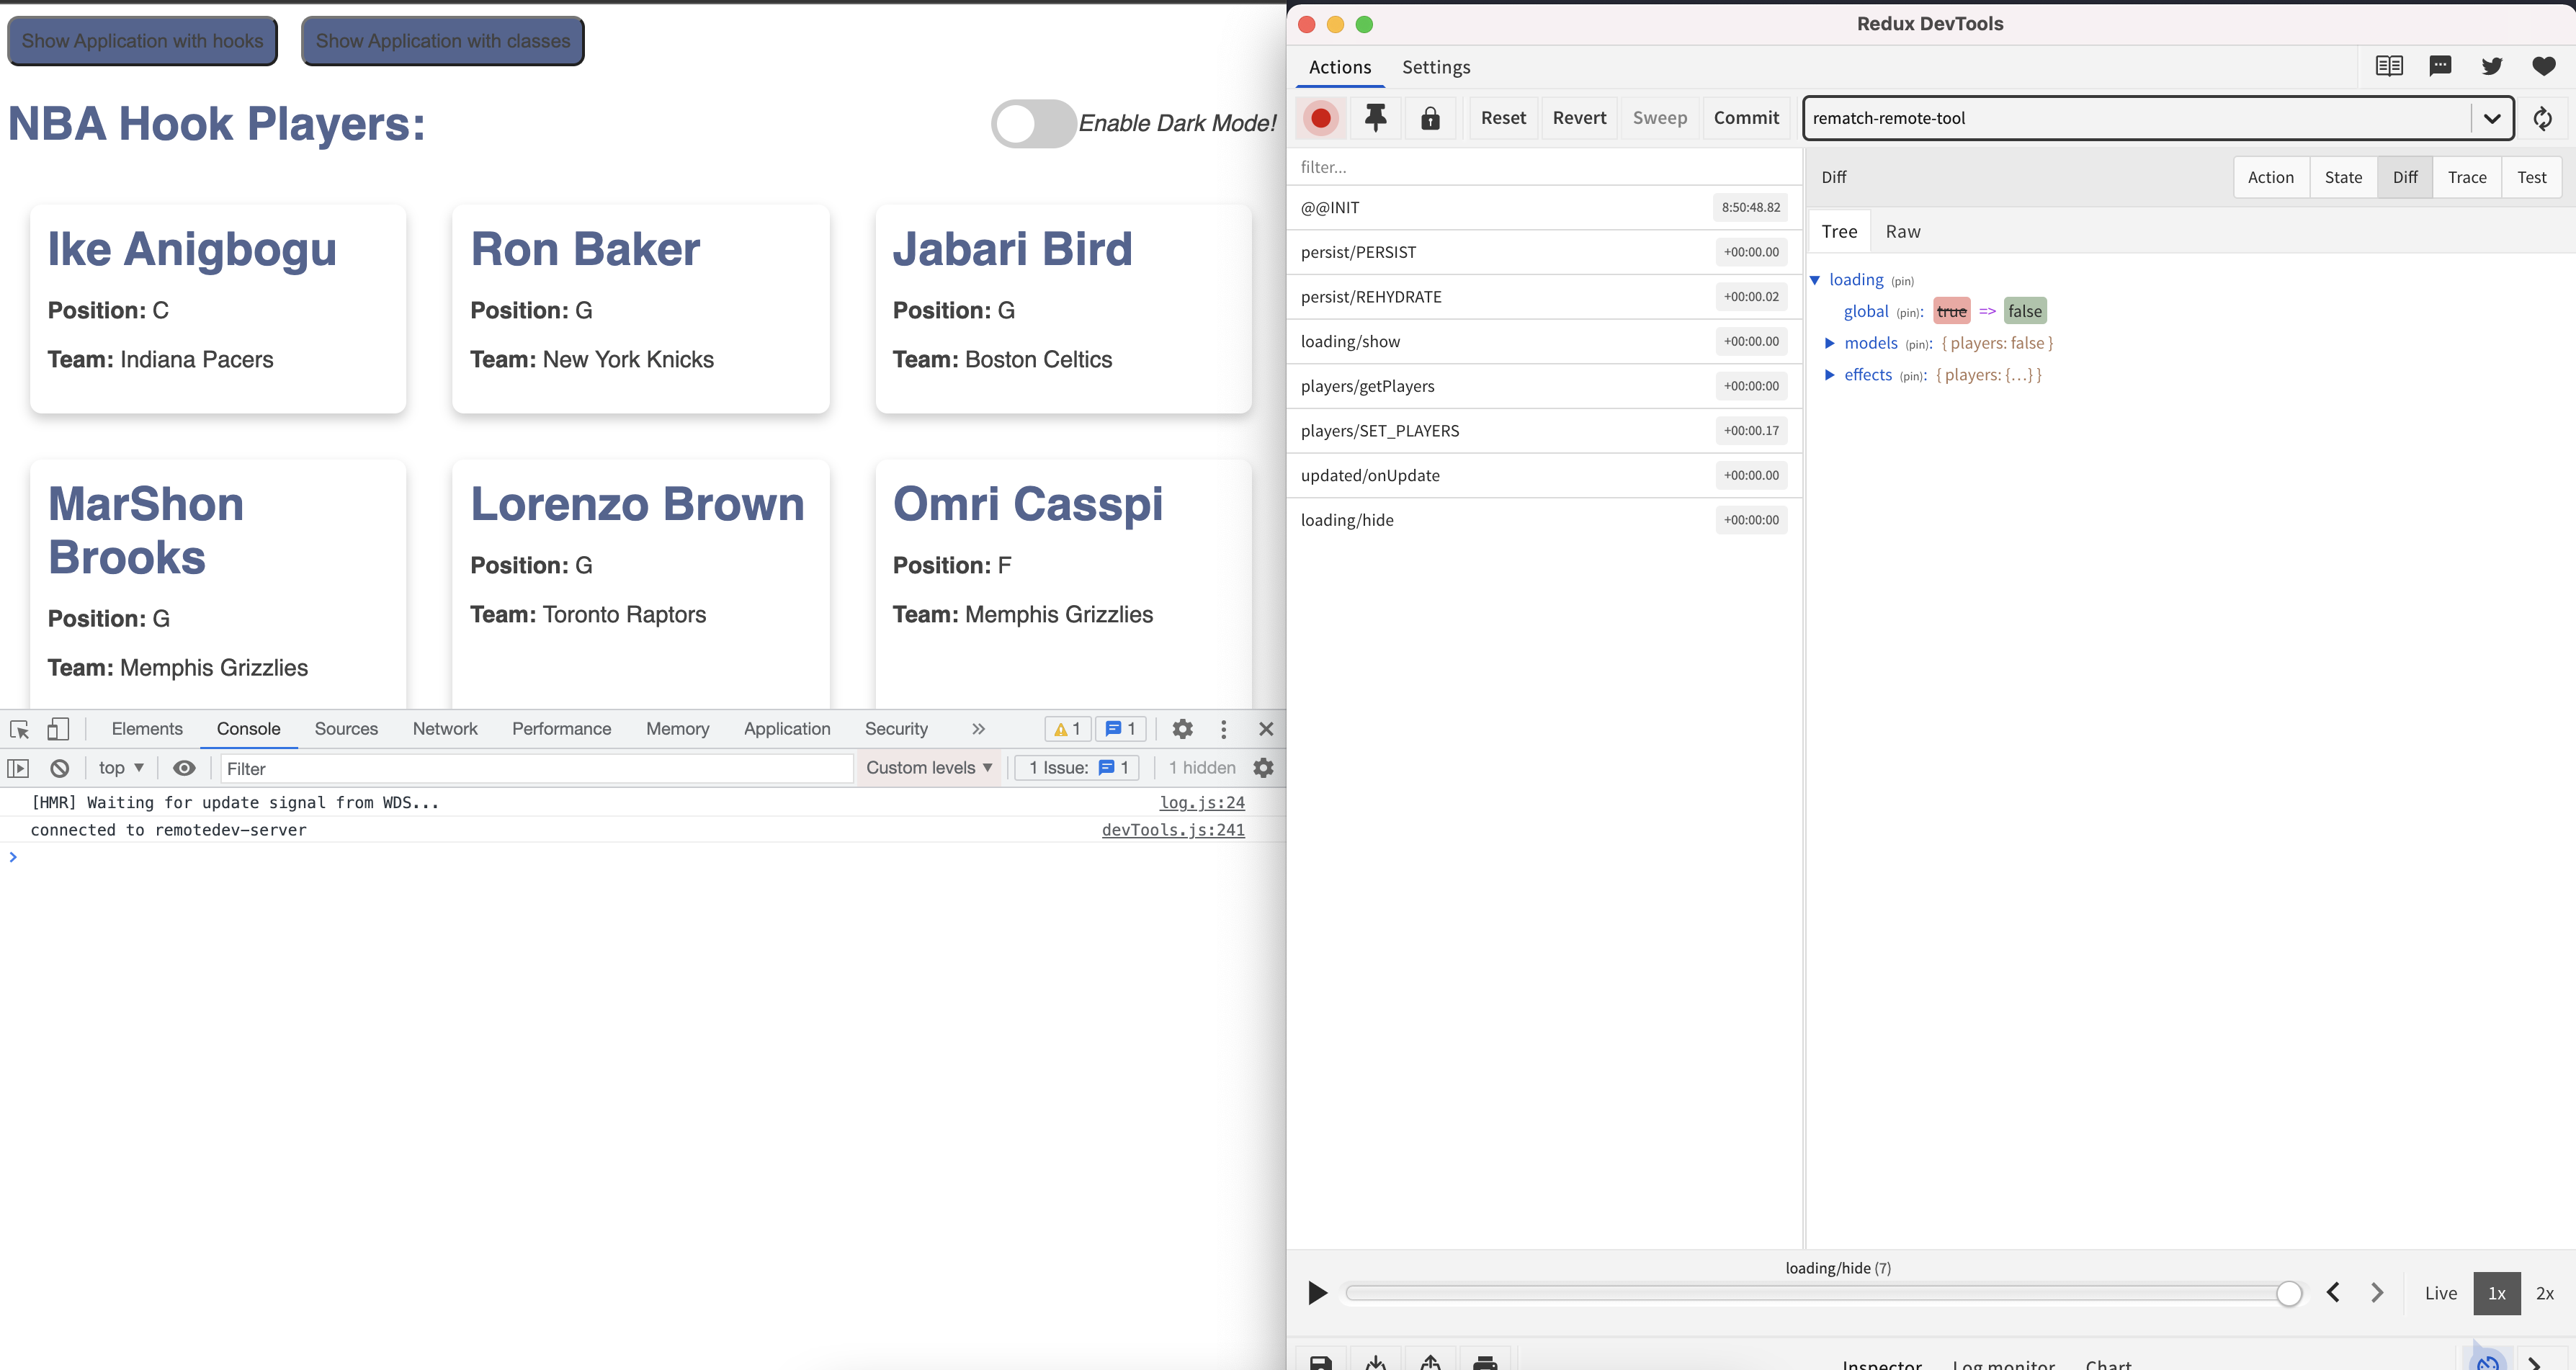 Show Application with hooks
Show Application with classes
NBA Hook Players:
Enable Dark Mode!
Ike Anigbogu
Position: C
Team: Indiana Pacers
Ron Baker
Position: G
Team: New York Knicks
Jabari Bird
Position: G
Team: Boston Celtics
MarShon
Brooks
Position: G
Team: Memphis Grizzlies
Lorenzo Brown
Position: G
Team: Toronto Raptors
Omri Casspi
Position: F
Team: Memphis Grizzlies
Elements Console Sources Network Performance Memory Application Security » 1 1
top Filter Custom levels 1 Issue: 1 1 hidden
[HMR] Waiting for update signal from WDS... log.js:24
connected to remotedev-server devTools.js:241
Redux DevTools
Actions Settings
Reset Revert Sweep Commit rematch-remote-tool
filter...
@@INIT 8:50:48.82
persist/PERSIST +00:00.00
persist/REHYDRATE +00:00.02
loading/show +00:00.00
players/getPlayers +00:00:00
players/SET_PLAYERS +00:00.17
updated/onUpdate +00:00.00
loading/hide +00:00:00
Diff Action State Diff Trace Test
Tree Raw
loading (pin)
global (pin): true => false
models (pin): { players: false }
effects (pin): { players: {…} }
loading/hide (7)
Live 1x 2x
Inspector Log monitor Chart